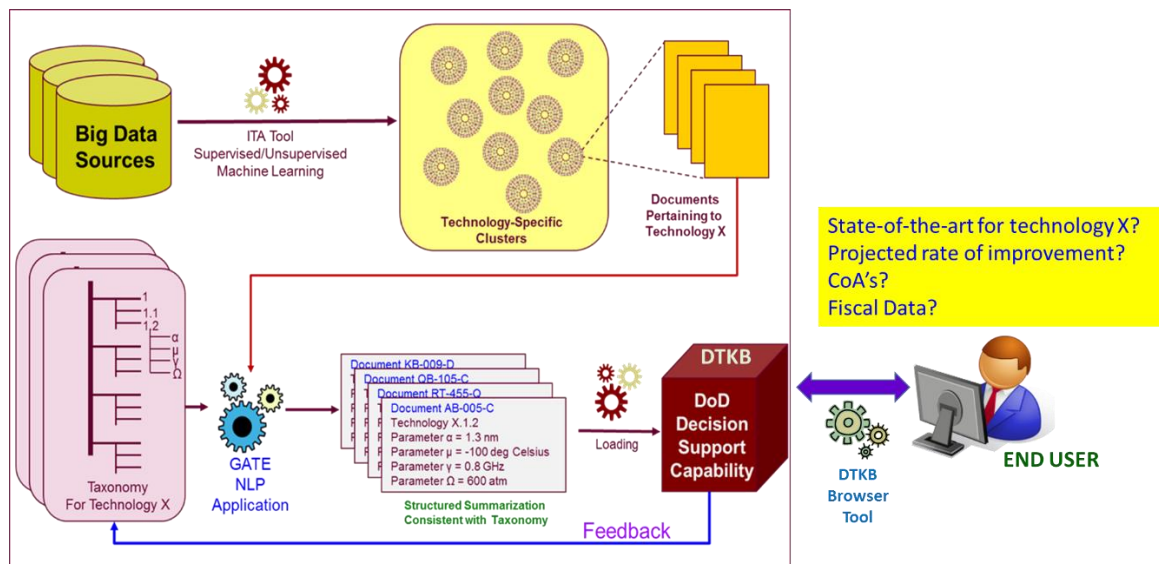 Big Data
Sources
ITA Tool
Supervised/Unsupervised
Machine Learning
Technology-Specific
Clusters
Documents
Pertaining to
Technology X
State-of-the-art for technology X?
Projected rate of improvement?
CoA's?
Fiscal Data?
1
1.1
1.2
α
μ
γ
Ω
Taxonomy
For Technology X
GATE
NLP
Application
Document KB-009-D
Document QB-105-C
Document RT-455-Q
Document AB-005-C
Technology X.1.2
Parameter α = 1.3 nm
Parameter μ = -100 deg Celsius
Parameter γ = 0.8 GHz
Parameter Ω = 600 atm
Structured Summarization
Consistent with Taxonomy
Loading
DTKB
DoD
Decision
Support
Capability
Feedback
DTKB
Browser
Tool
END USER